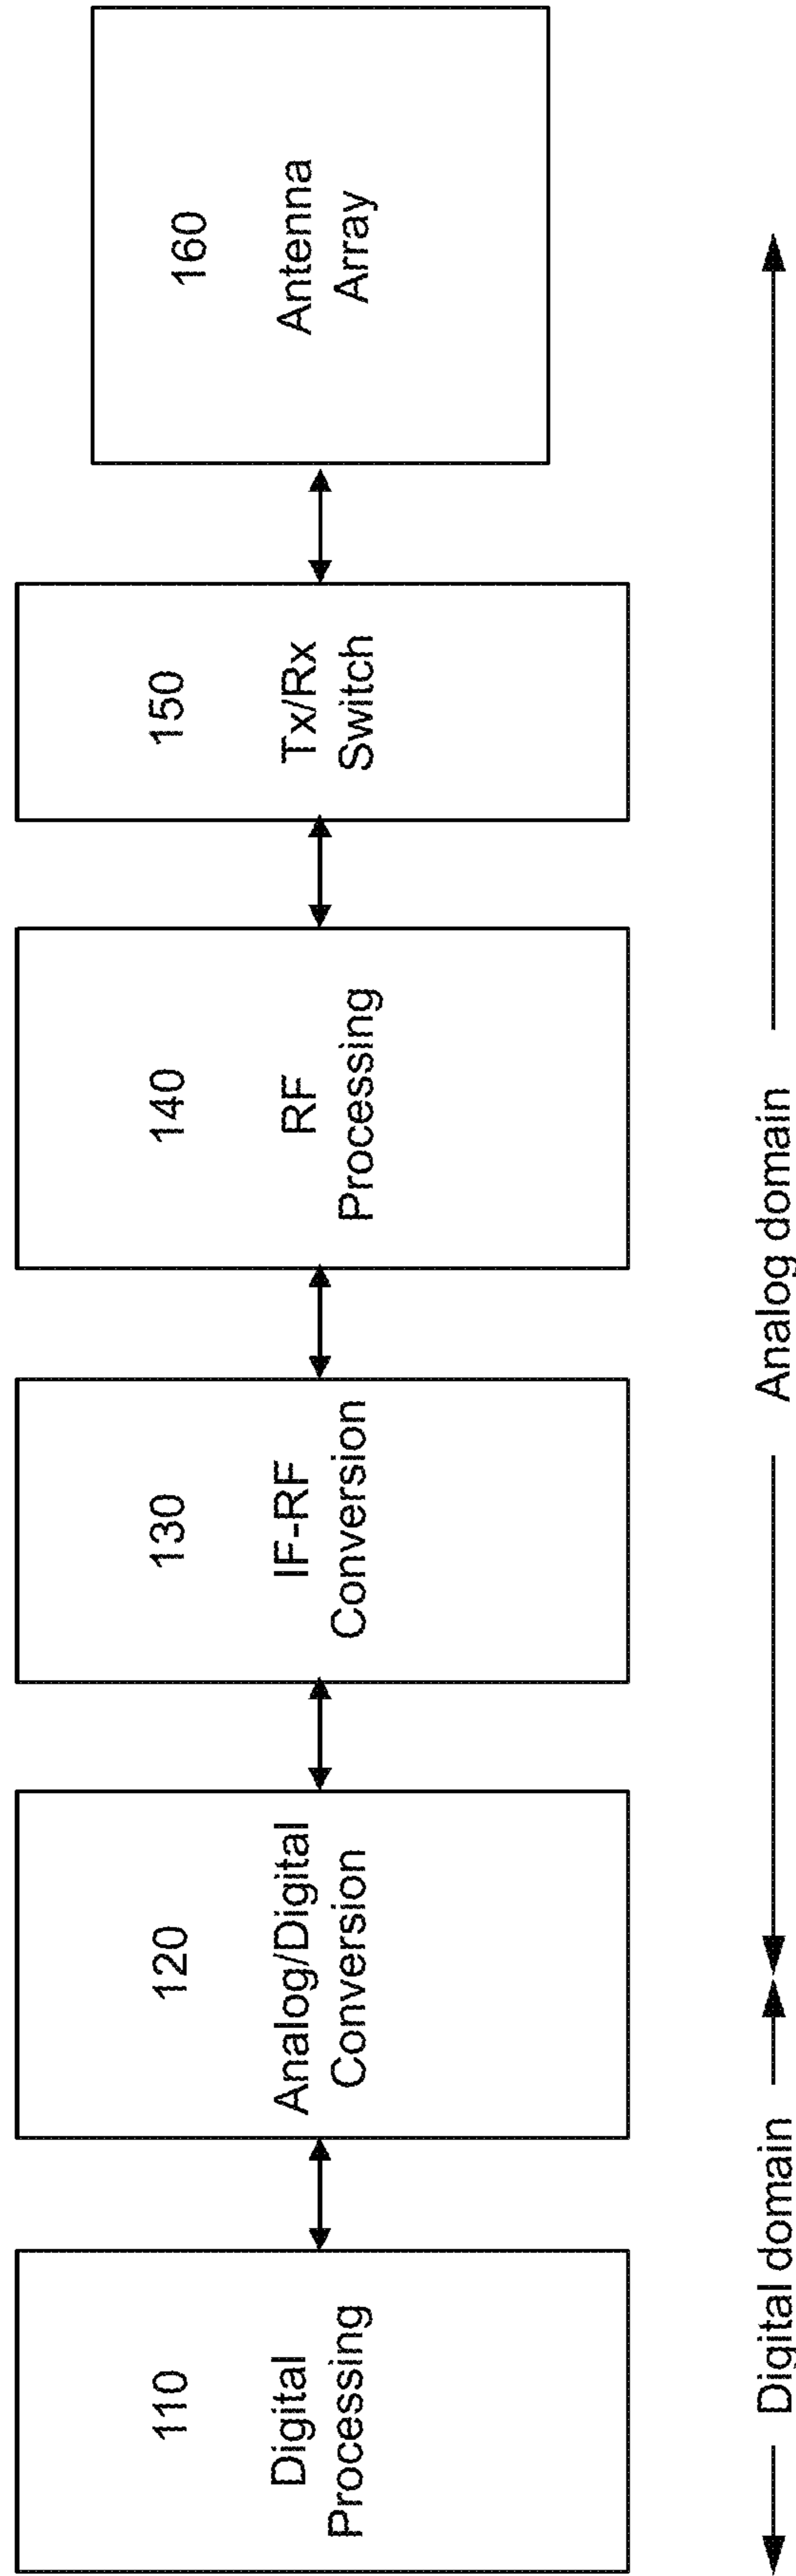 110
Digital
Processing
120
Analog/Digital
Conversion
130
IF-RF
Conversion
140
RF
Processing
150
Tx/Rx
Switch
160
Antenna
Array
Digital domain
Analog domain